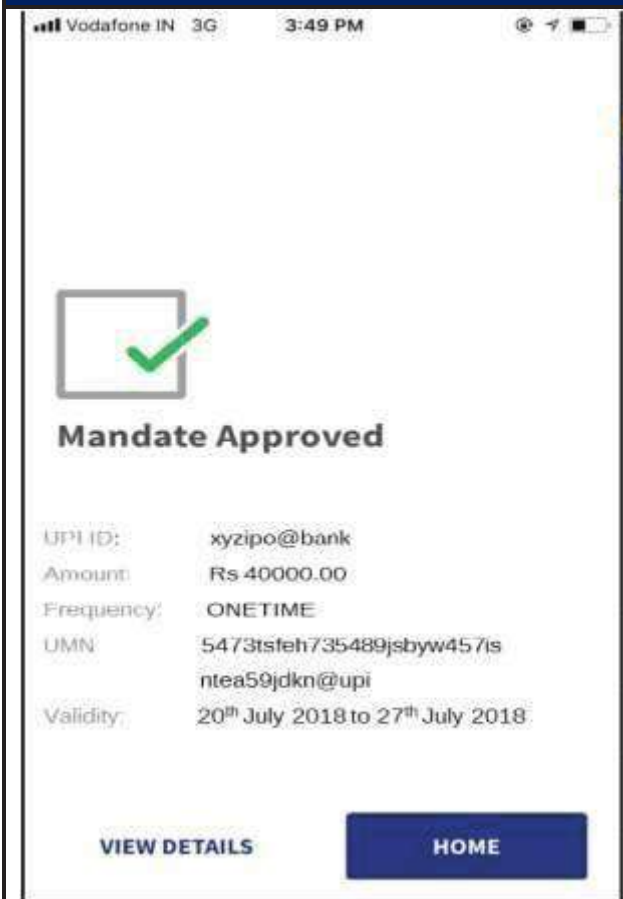 Vodafone IN 3G 3:49 PM
Mandate Approved
UPI ID: xyzipo@bank
Amount: Rs 40000.00
Frequency: ONETIME
UMN 5473tsfeh735489jsbyw457is
ntea59jdkn@upi
Validity: 20th July 2018 to 27th July 2018
VIEW DETAILS HOME